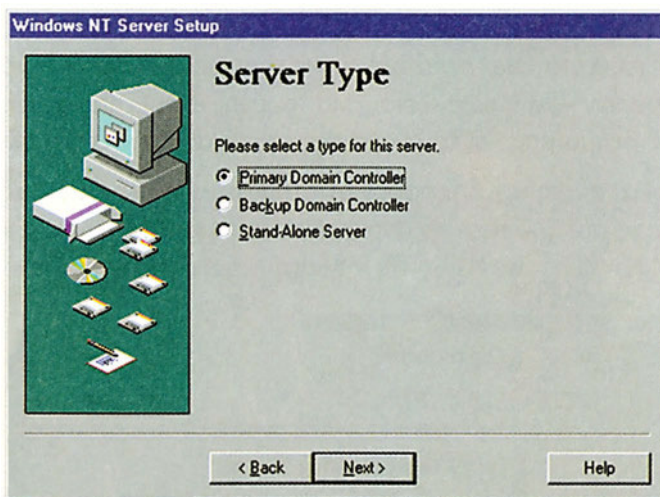 Windows NT Server Setup
Server Type
Please select a type for this server.
Primary Domain Controller
Backup Domain Controller
Stand-Alone Server
< Back
Next >
Help